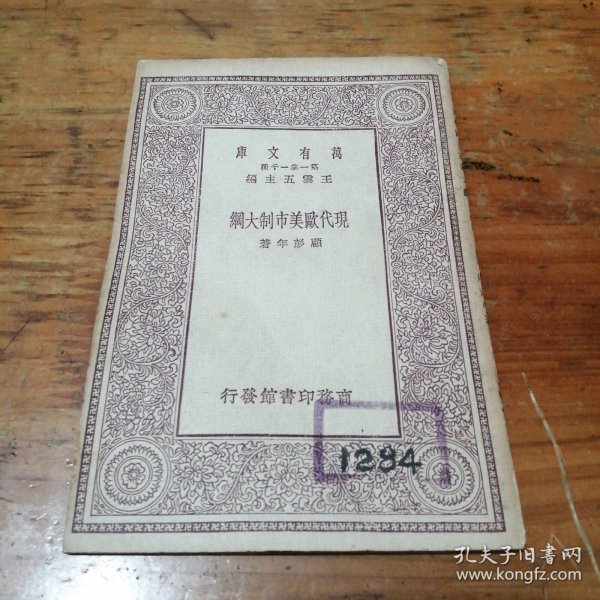 萬有文庫
第一集一千種
王雲五主編
現代歐美市制大綱
顧彭年著
商務印書館發行
1284
孔夫子旧书网
www.kongfz.com